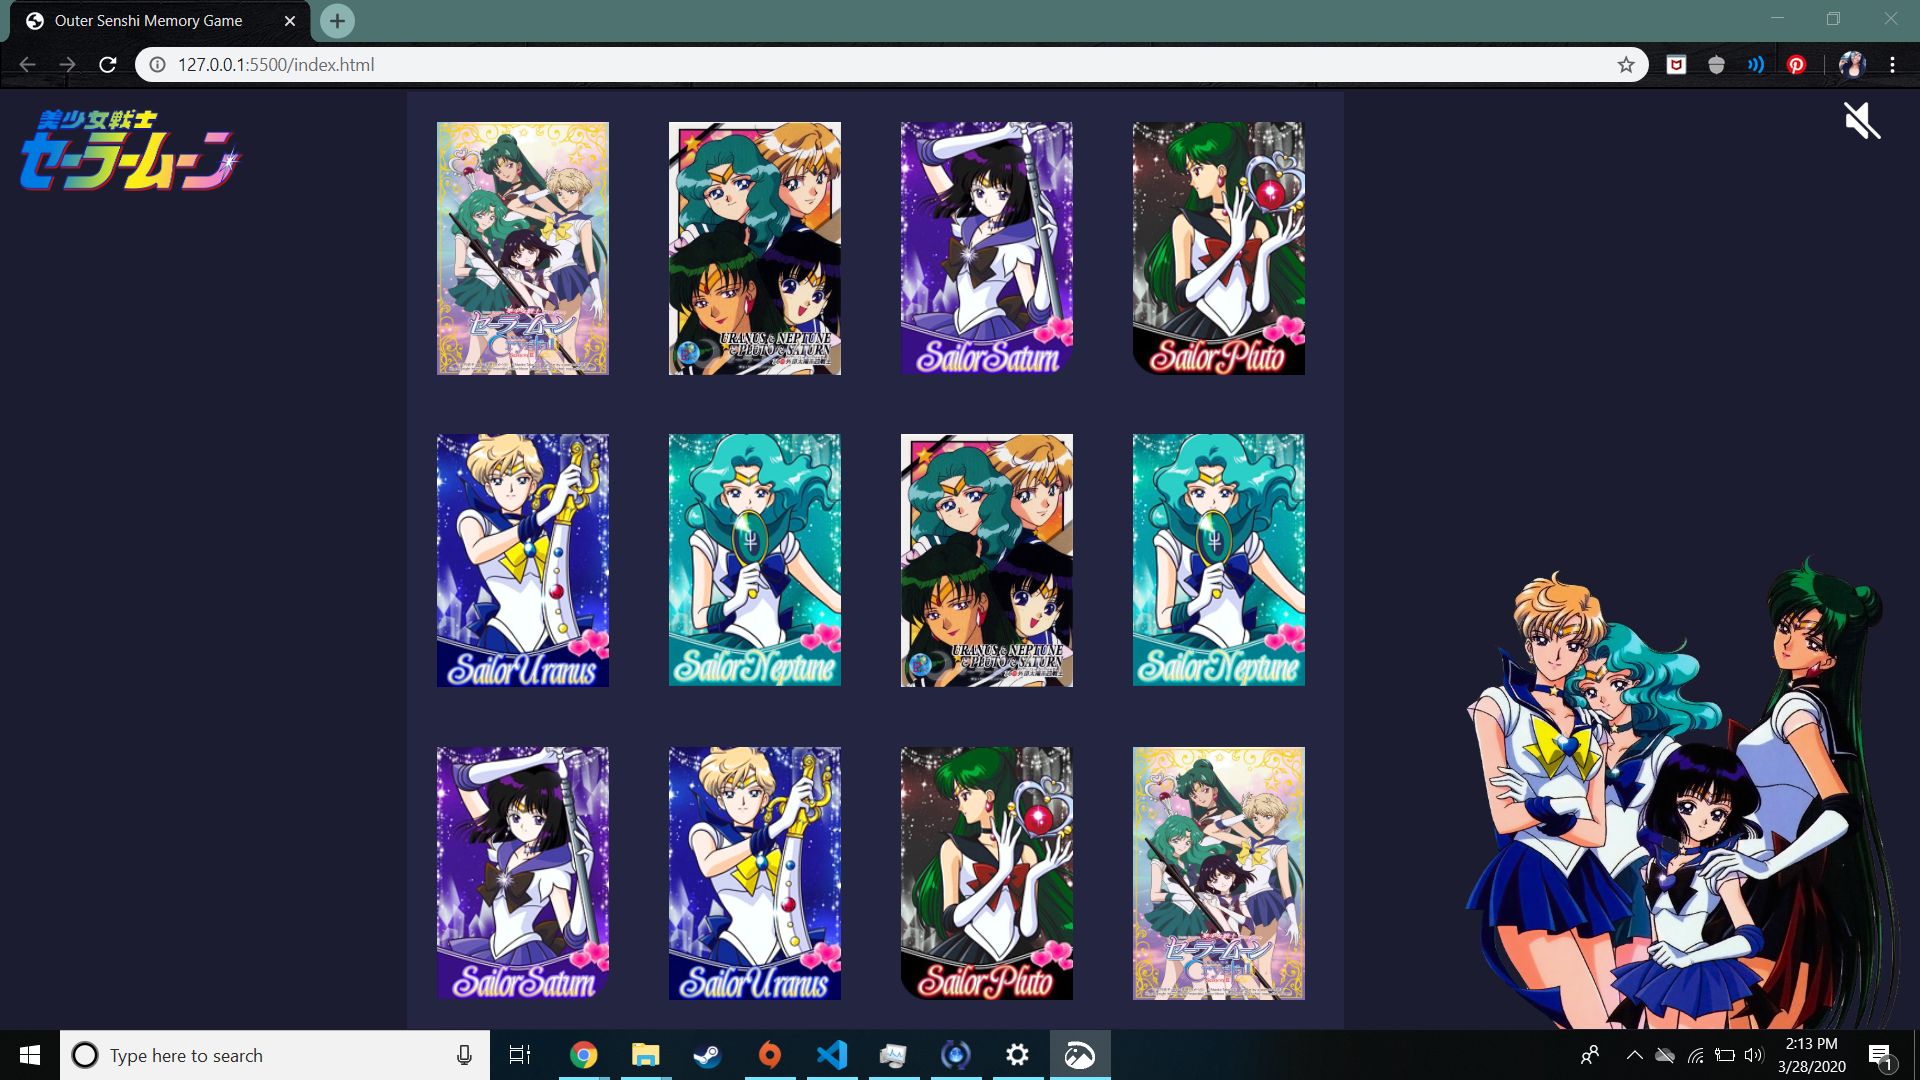 Outer Senshi Memory Game
127.0.0.1:5500/index.html
美少女戦士
セーラームーン
セーラームーン
Crystal
URANUS & NEPTUNE
& PLUTO & SATURN
Sailor Saturn
Sailor Pluto
Sailor Uranus
Sailor Neptune
URANUS & NEPTUNE
& PLUTO & SATURN
Sailor Neptune
Sailor Saturn
Sailor Uranus
Sailor Pluto
セーラームーン
Crystal
Type here to search
2:13 PM
3/28/2020
1